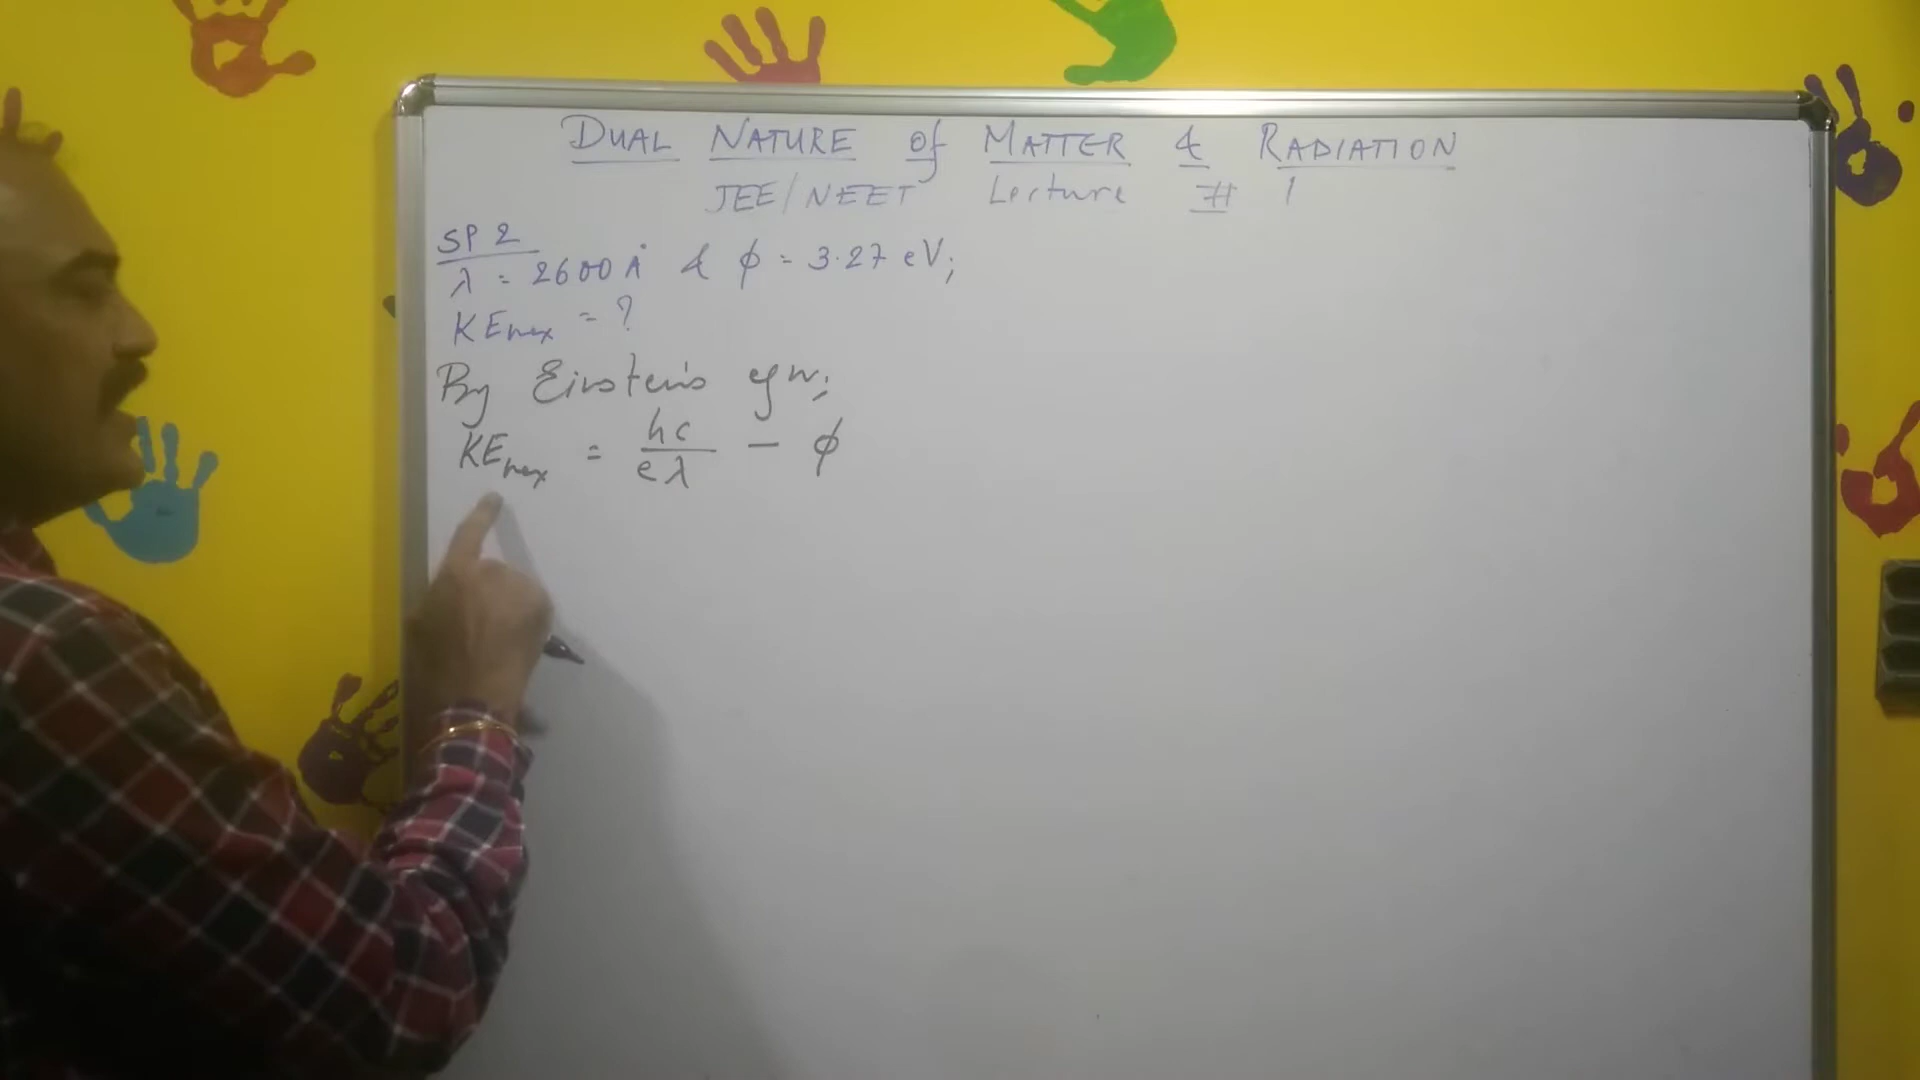 DUAL NATURE of MATTER & RADIATION
JEE/NEET Lecture # 1
SP 2
λ = 2600 Å & ϕ = 3.27 eV;
KEmax = ?
By Einstein's eqn;
KEmax = hc/eλ − ϕ